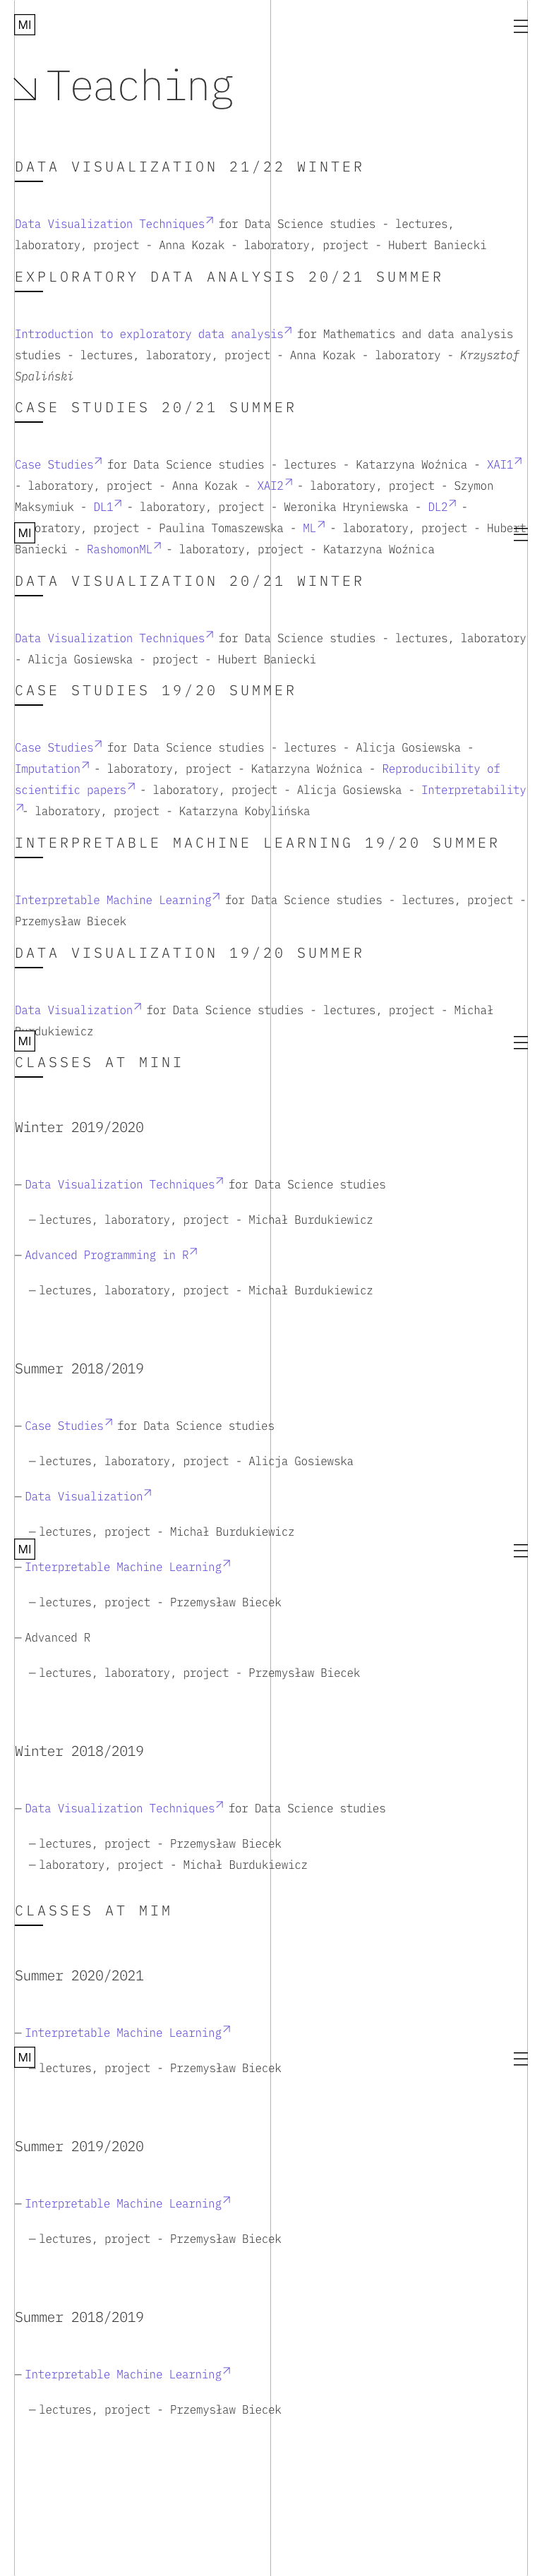 MI
Teaching
DATA VISUALIZATION 21/22 WINTER
Data Visualization Techniques for Data Science studies - lectures,
laboratory, project - Anna Kozak - laboratory, project - Hubert Baniecki
EXPLORATORY DATA ANALYSIS 20/21 SUMMER
Introduction to exploratory data analysis for Mathematics and data analysis
studies - lectures, laboratory, project - Anna Kozak - laboratory - Krzysztof
Spaliński
CASE STUDIES 20/21 SUMMER
Case Studies for Data Science studies - lectures - Katarzyna Woźnica - XAI1
- laboratory, project - Anna Kozak - XAI2 - laboratory, project - Szymon
Maksymiuk - DL1 - laboratory, project - Weronika Hryniewska - DL2 -
MI oratory, project - Paulina Tomaszewska - ML - laboratory, project - Hubert
Baniecki - RashomonML - laboratory, project - Katarzyna Woźnica
DATA VISUALIZATION 20/21 WINTER
Data Visualization Techniques for Data Science studies - lectures, laboratory
- Alicja Gosiewska - project - Hubert Baniecki
CASE STUDIES 19/20 SUMMER
Case Studies for Data Science studies - lectures - Alicja Gosiewska -
Imputation - laboratory, project - Katarzyna Woźnica - Reproducibility of
scientific papers - laboratory, project - Alicja Gosiewska - Interpretability
- laboratory, project - Katarzyna Kobylińska
INTERPRETABLE MACHINE LEARNING 19/20 SUMMER
Interpretable Machine Learning for Data Science studies - lectures, project -
Przemysław Biecek
DATA VISUALIZATION 19/20 SUMMER
Data Visualization for Data Science studies - lectures, project - Michał
Burdukiewicz
MI
CLASSES AT MINI
Winter 2019/2020
— Data Visualization Techniques for Data Science studies
— lectures, laboratory, project - Michał Burdukiewicz
— Advanced Programming in R
— lectures, laboratory, project - Michał Burdukiewicz
Summer 2018/2019
— Case Studies for Data Science studies
— lectures, laboratory, project - Alicja Gosiewska
— Data Visualization
— lectures, project - Michał Burdukiewicz
MI
— Interpretable Machine Learning
— lectures, project - Przemysław Biecek
— Advanced R
— lectures, laboratory, project - Przemysław Biecek
Winter 2018/2019
— Data Visualization Techniques for Data Science studies
— lectures, project - Przemysław Biecek
— laboratory, project - Michał Burdukiewicz
CLASSES AT MIM
Summer 2020/2021
— Interpretable Machine Learning
MI
— lectures, project - Przemysław Biecek
Summer 2019/2020
— Interpretable Machine Learning
— lectures, project - Przemysław Biecek
Summer 2018/2019
— Interpretable Machine Learning
— lectures, project - Przemysław Biecek